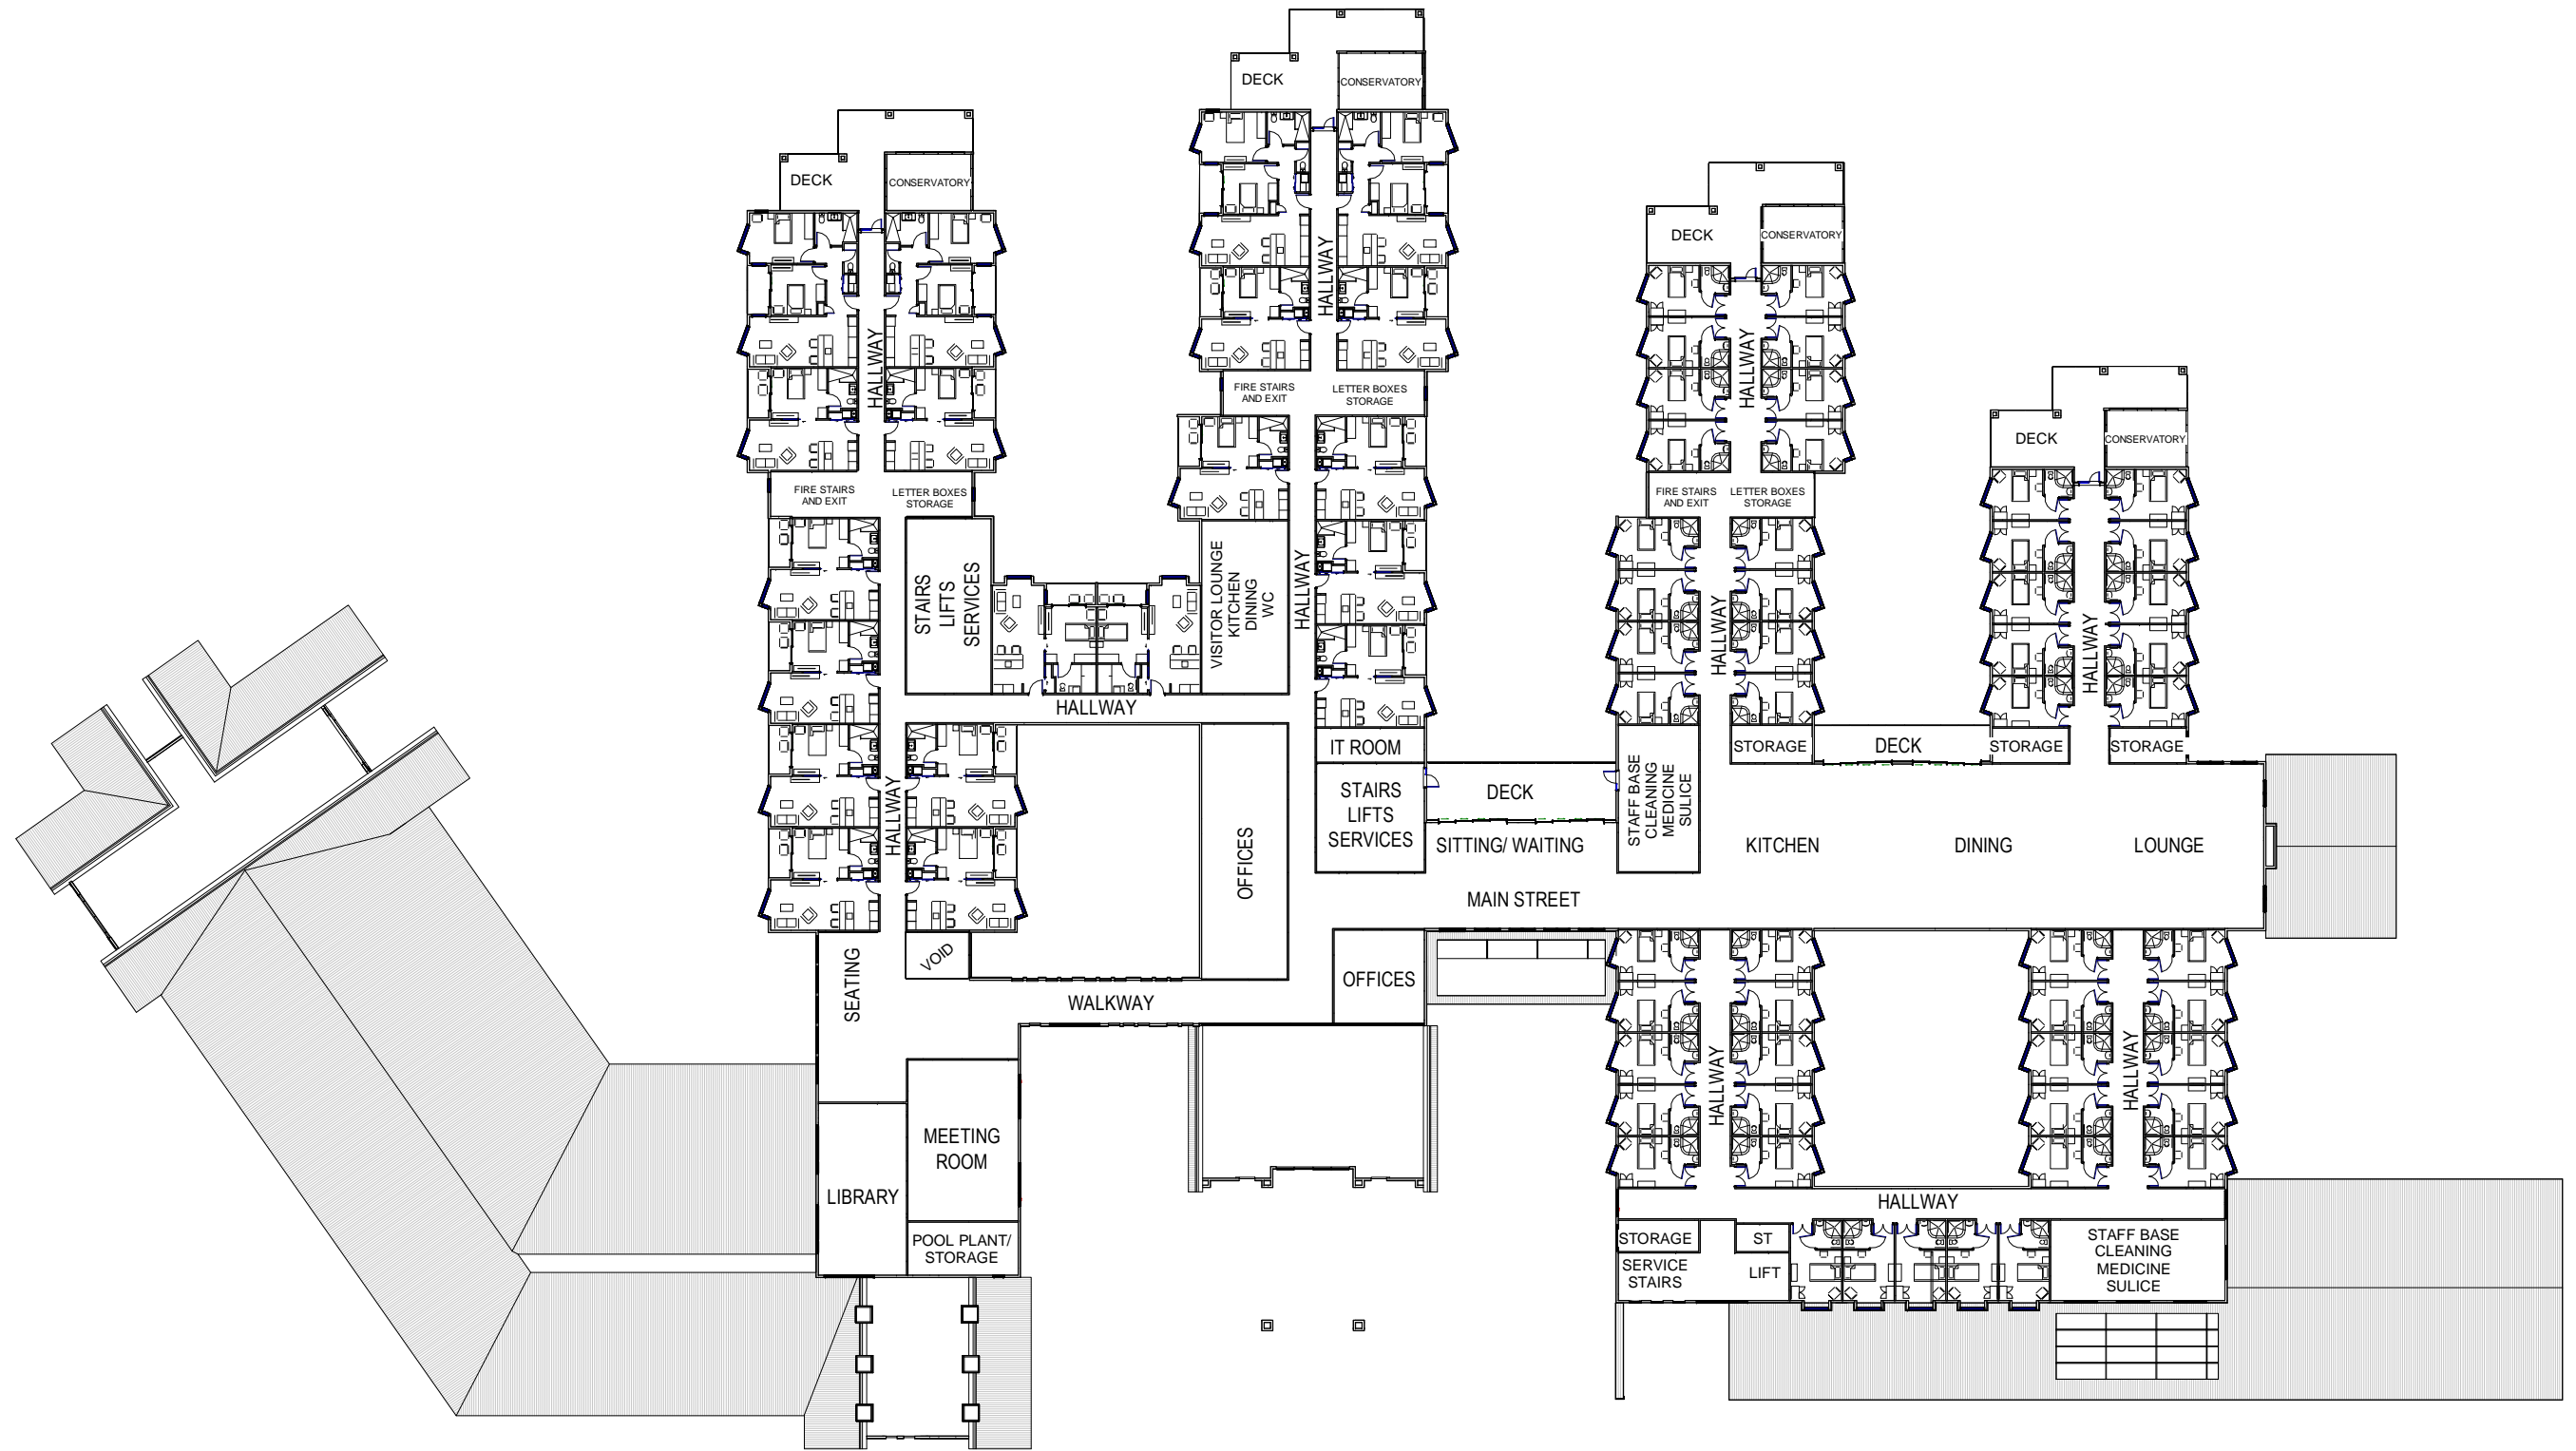 DECK
CONSERVATORY
DECK
CONSERVATORY
DECK
CONSERVATORY
HALLWAY
HALLWAY
HALLWAY
FIRE STAIRS
AND EXIT
LETTER BOXES
STORAGE
DECK
CONSERVATORY
FIRE STAIRS
AND EXIT
LETTER BOXES
STORAGE
FIRE STAIRS
AND EXIT
LETTER BOXES
STORAGE
STAIRS
LIFTS
SERVICES
VISITOR LOUNGE
KITCHEN
DINING
WC
HALLWAY
HALLWAY
HALLWAY
HALLWAY
IT ROOM
STORAGE
DECK
STORAGE
STORAGE
STAIRS
LIFTS
SERVICES
DECK
STAFF BASE
CLEANING
MEDICINE
SULICE
HALLWAY
OFFICES
SITTING/ WAITING
KITCHEN
DINING
LOUNGE
MAIN STREET
SEATING
VOID
OFFICES
WALKWAY
HALLWAY
HALLWAY
MEETING
ROOM
LIBRARY
POOL PLANT/
STORAGE
HALLWAY
STORAGE
ST
SERVICE
STAIRS
LIFT
STAFF BASE
CLEANING
MEDICINE
SULICE